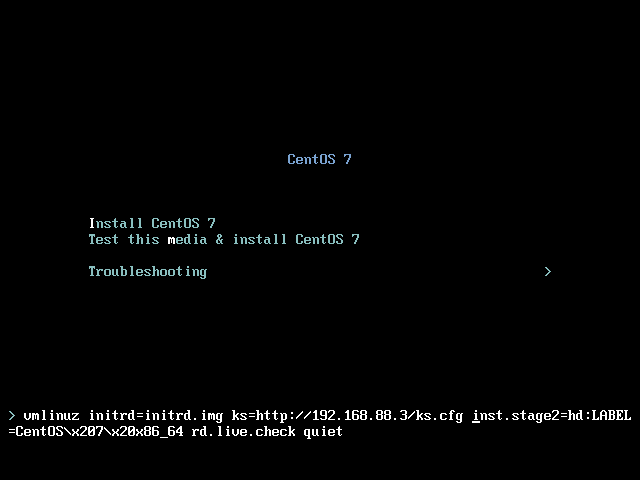 CentOS 7
Install CentOS 7
Test this media & install CentOS 7
Troubleshooting >
> vmlinuz initrd=initrd.img ks=http://192.168.88.3/ks.cfg inst.stage2=hd:LABEL
=CentOS\x207\x20x86_64 rd.live.check quiet